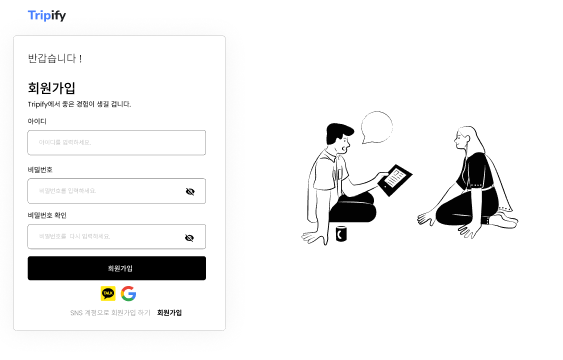 Tripify
반갑습니다 !
회원가입
Tripify에서 좋은 경험이 생길 겁니다.
아이디
아이디를 입력하세요.
비밀번호
비밀번호를 입력하세요.
비밀번호 확인
비밀번호를 다시 입력하세요.
회원가입
TALK
SNS 계정으로 회원가입 하기 회원가입